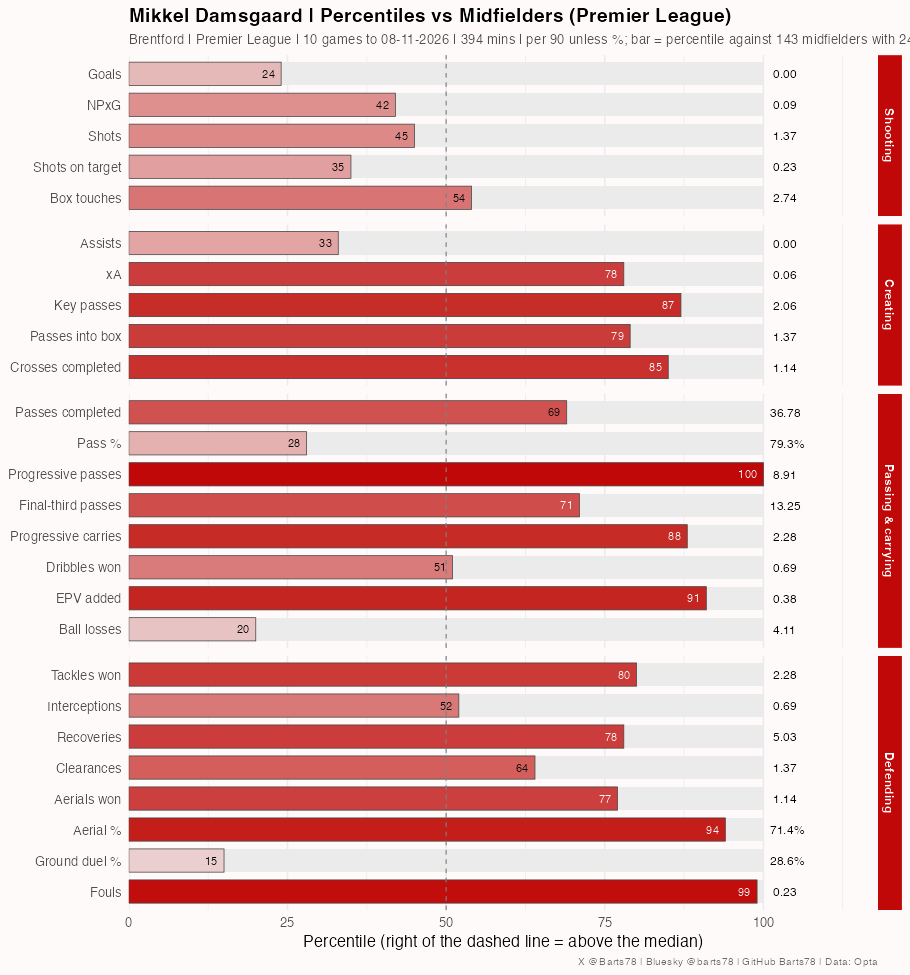 Mikkel Damsgaard | Percentiles vs Midfielders (Premier League)
Brentford | Premier League | 10 games to 08-11-2026 | 394 mins | per 90 unless %; bar = percentile against 143 midfielders with 24
Shooting
Goals 24 0.00
NPxG 42 0.09
Shots 45 1.37
Shots on target 35 0.23
Box touches 54 2.74
Creating
Assists 33 0.00
xA 78 0.06
Key passes 87 2.06
Passes into box 79 1.37
Crosses completed 85 1.14
Passing & carrying
Passes completed 69 36.78
Pass % 28 79.3%
Progressive passes 100 8.91
Final-third passes 71 13.25
Progressive carries 88 2.28
Dribbles won 51 0.69
EPV added 91 0.38
Ball losses 20 4.11
Defending
Tackles won 80 2.28
Interceptions 52 0.69
Recoveries 78 5.03
Clearances 64 1.37
Aerials won 77 1.14
Aerial % 94 71.4%
Ground duel % 15 28.6%
Fouls 99 0.23
0 25 50 75 100
Percentile (right of the dashed line = above the median)
X @Barts78 | Bluesky @barts78 | GitHub Barts78 | Data: Opta